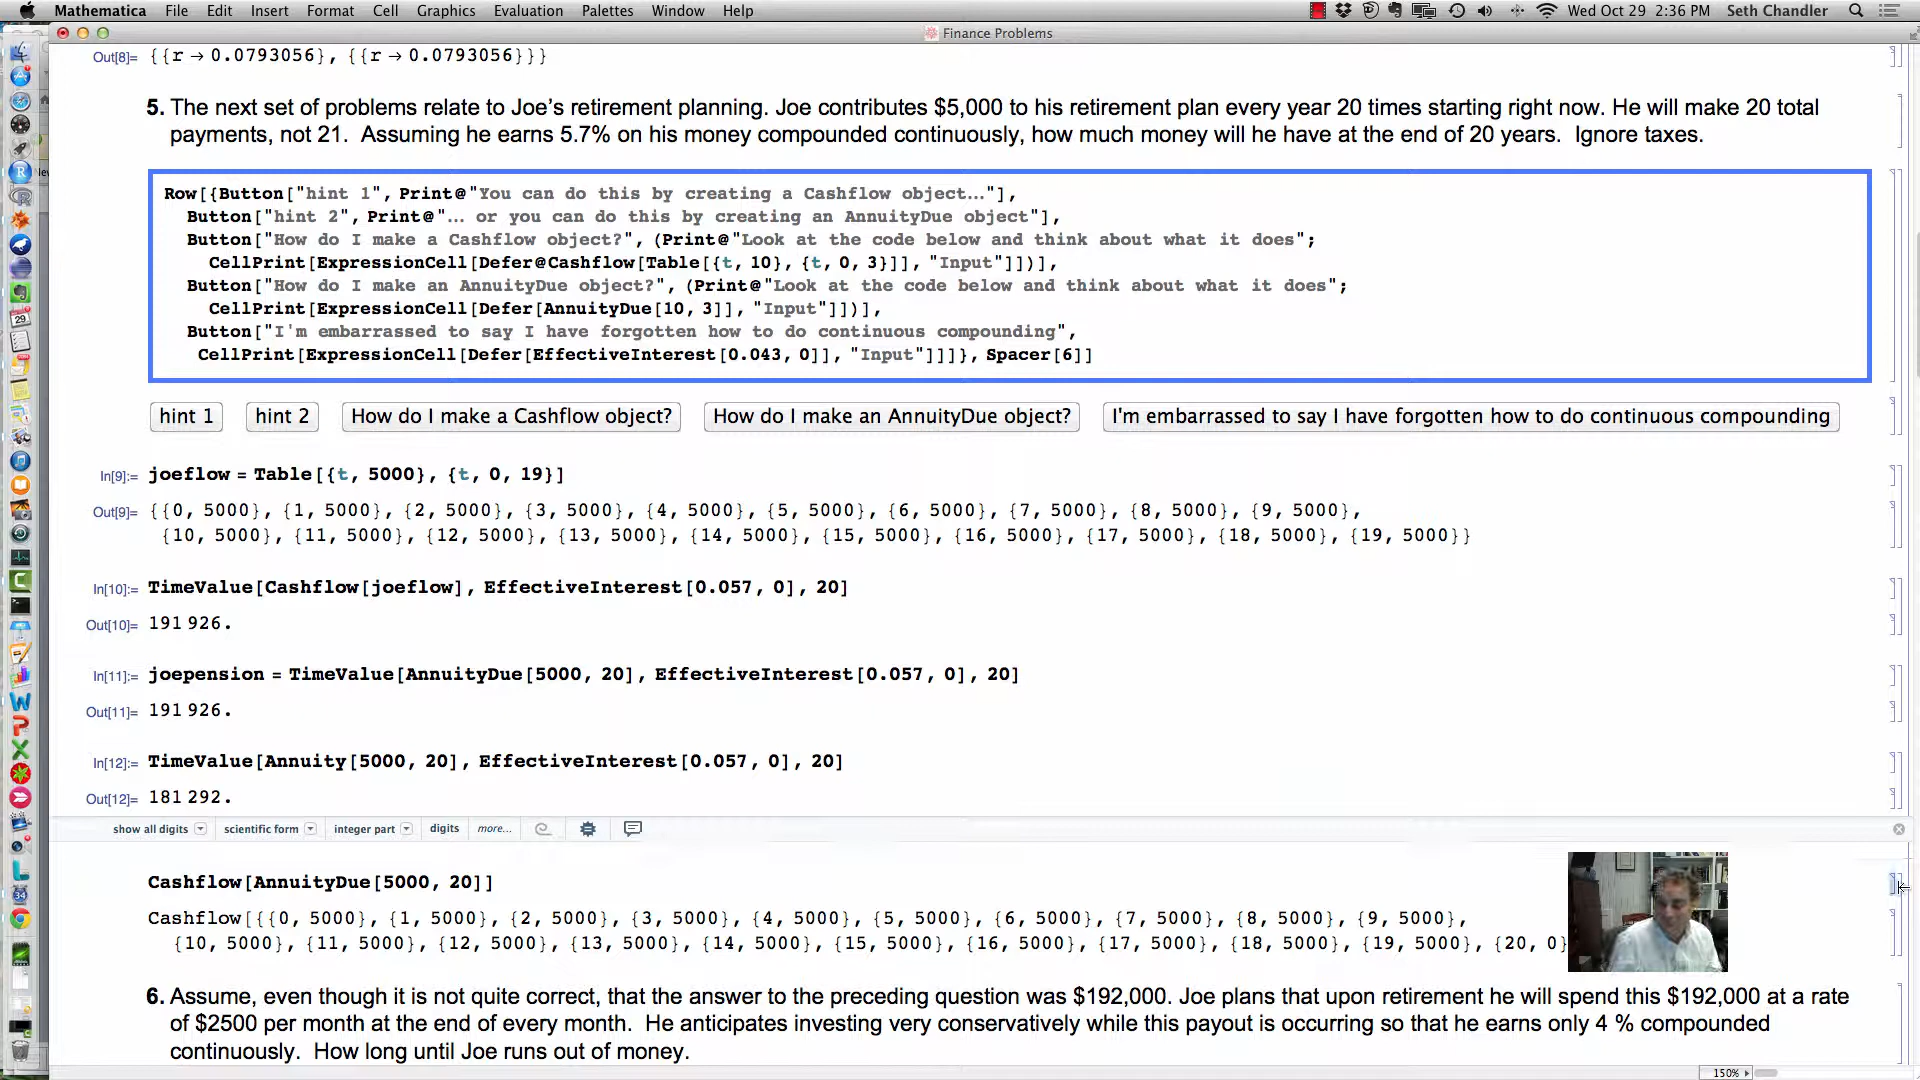 Mathematica File Edit Insert Format Cell Graphics Evaluation Palettes Window Help Wed Oct 29 2:36 PM Seth Chandler
Finance Problems
Out[8]= {{r → 0.0793056}, {{r → 0.0793056}}}
5. The next set of problems relate to Joe's retirement planning. Joe contributes $5,000 to his retirement plan every year 20 times starting right now. He will make 20 total
payments, not 21. Assuming he earns 5.7% on his money compounded continuously, how much money will he have at the end of 20 years. Ignore taxes.
Row[{Button["hint 1", Print@"You can do this by creating a Cashflow object…"],
Button["hint 2", Print@"… or you can do this by creating an AnnuityDue object"],
Button["How do I make a Cashflow object?", (Print@"Look at the code below and think about what it does";
CellPrint[ExpressionCell[Defer@Cashflow[Table[{t, 10}, {t, 0, 3}]], "Input"]])],
Button["How do I make an AnnuityDue object?", (Print@"Look at the code below and think about what it does";
CellPrint[ExpressionCell[Defer[AnnuityDue[10, 3]], "Input"]])],
Button["I'm embarrassed to say I have forgotten how to do continuous compounding",
CellPrint[ExpressionCell[Defer[EffectiveInterest[0.043, 0]], "Input"]]]}, Spacer[6]]
hint 1 hint 2 How do I make a Cashflow object? How do I make an AnnuityDue object? I'm embarrassed to say I have forgotten how to do continuous compounding
In[9]:= joeflow = Table[{t, 5000}, {t, 0, 19}]
Out[9]= {{0, 5000}, {1, 5000}, {2, 5000}, {3, 5000}, {4, 5000}, {5, 5000}, {6, 5000}, {7, 5000}, {8, 5000}, {9, 5000},
{10, 5000}, {11, 5000}, {12, 5000}, {13, 5000}, {14, 5000}, {15, 5000}, {16, 5000}, {17, 5000}, {18, 5000}, {19, 5000}}
In[10]:= TimeValue[Cashflow[joeflow], EffectiveInterest[0.057, 0], 20]
Out[10]= 191 926.
In[11]:= joepension = TimeValue[AnnuityDue[5000, 20], EffectiveInterest[0.057, 0], 20]
Out[11]= 191 926.
In[12]:= TimeValue[Annuity[5000, 20], EffectiveInterest[0.057, 0], 20]
Out[12]= 181 292.
show all digits scientific form integer part digits more...
Cashflow[AnnuityDue[5000, 20]]
Cashflow[{{0, 5000}, {1, 5000}, {2, 5000}, {3, 5000}, {4, 5000}, {5, 5000}, {6, 5000}, {7, 5000}, {8, 5000}, {9, 5000},
{10, 5000}, {11, 5000}, {12, 5000}, {13, 5000}, {14, 5000}, {15, 5000}, {16, 5000}, {17, 5000}, {18, 5000}, {19, 5000}, {20, 0}
6. Assume, even though it is not quite correct, that the answer to the preceding question was $192,000. Joe plans that upon retirement he will spend this $192,000 at a rate
of $2500 per month at the end of every month. He anticipates investing very conservatively while this payout is occurring so that he earns only 4 % compounded
continuously. How long until Joe runs out of money.
150%